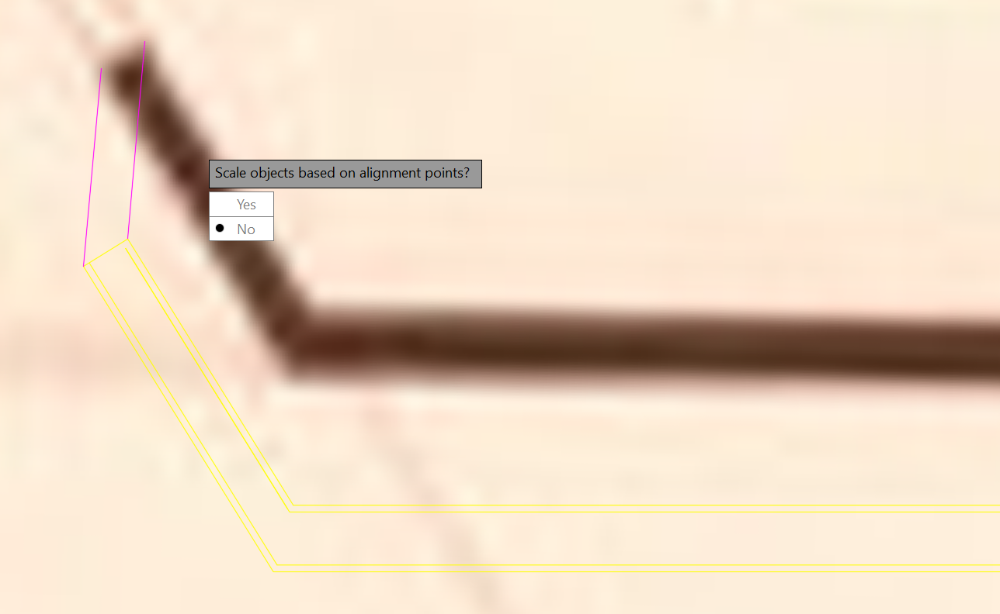 Scale objects based on alignment points?
Yes
No